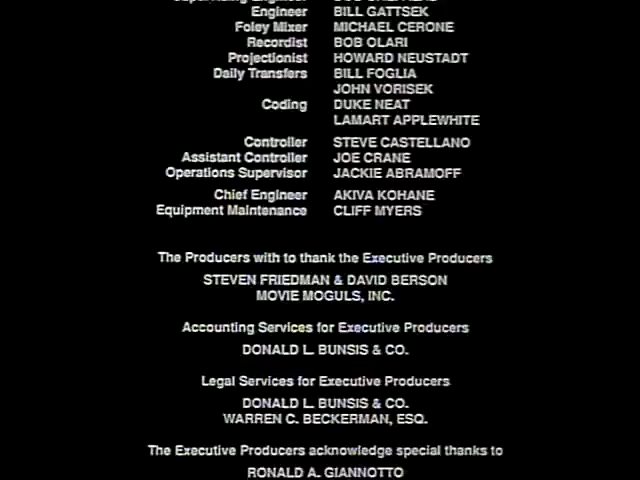 Engineer BILL GATTSEK
Foley Mixer MICHAEL CERONE
Recordist BOB OLARI
Projectionist HOWARD NEUSTADT
Daily Transfers BILL FOGLIA
JOHN VORISEK
Coding DUKE NEAT
LAMART APPLEWHITE
Controller STEVE CASTELLANO
Assistant Controller JOE CRANE
Operations Supervisor JACKIE ABRAMOFF
Chief Engineer AKIVA KOHANE
Equipment Maintenance CLIFF MYERS
The Producers with to thank the Executive Producers
STEVEN FRIEDMAN & DAVID BERSON
MOVIE MOGULS, INC.
Accounting Services for Executive Producers
DONALD L. BUNSIS & CO.
Legal Services for Executive Producers
DONALD L. BUNSIS & CO.
WARREN C. BECKERMAN, ESQ.
The Executive Producers acknowledge special thanks to
RONALD A. GIANNOTTO